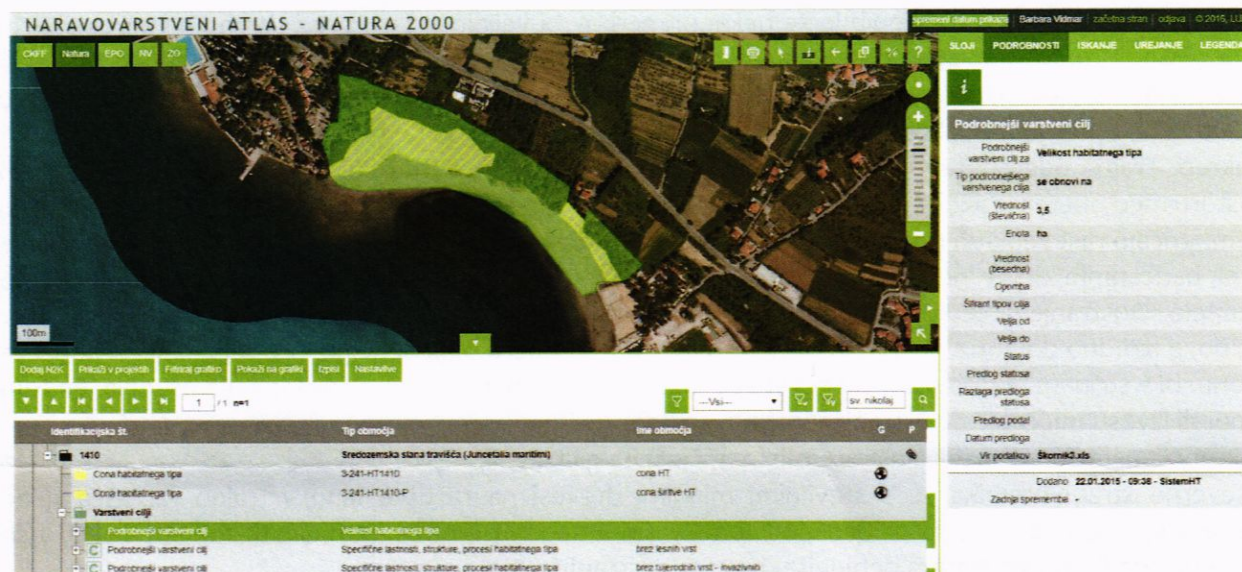 NARAVOVARSTVENI ATLAS - NATURA 2000
spremeni datum prikaza Barbara Vidmar začetna stran odjava © 2015,
CKFF Natura EPO NV ZO
SLOJI PODROBNOSTI ISKANJE UREJANJE LEGENDA
i
Podrobnejši varstveni cilj
Podrobnejši varstveni cilj za Velikost habitatnega tipa
Tip podrobnejšega varstvenega cilja se obnovi na
Vrednost (številčna) 3,5
Enota ha
Vrednost (besedna)
Opomba
Šifrant tipov cilja
Velja od
Velja do
Status
Predlog statusa
Razlaga predloga statusa
Predlog podal
Datum predloga
Vir podatkov Škornik3.xls
Dodano 22.01.2015 - 09:38 - SistemHT
Zadnja sprememba -
100m
Dodaj N2K Prikaži v projektih Filtriraj grafiko Pokaži na grafiki Izpisi Nastavitve
1 / 1 n=1 ---Vsi--- sv. nikolaj
Identifikacijska št. Tip območja Ime območja G P
1410 Sredozemska slana travišča (Juncetalia maritimi)
Cona habitatnega tipa 3-241-HT1410 cona HT
Cona habitatnega tipa 3-241-HT1410-P cona širitve HT
Varstveni cilji
Podrobnejši varstveni cilj Velikost habitatnega tipa
C Podrobnejši varstveni cilj Specifične lastnosti, strukture, procesi habitatnega tipa brez lesnih vrst
C Podrobnejši varstveni cilj Specifične lastnosti, strukture, procesi habitatnega tipa brez tujerodnih vrst - invazivnih